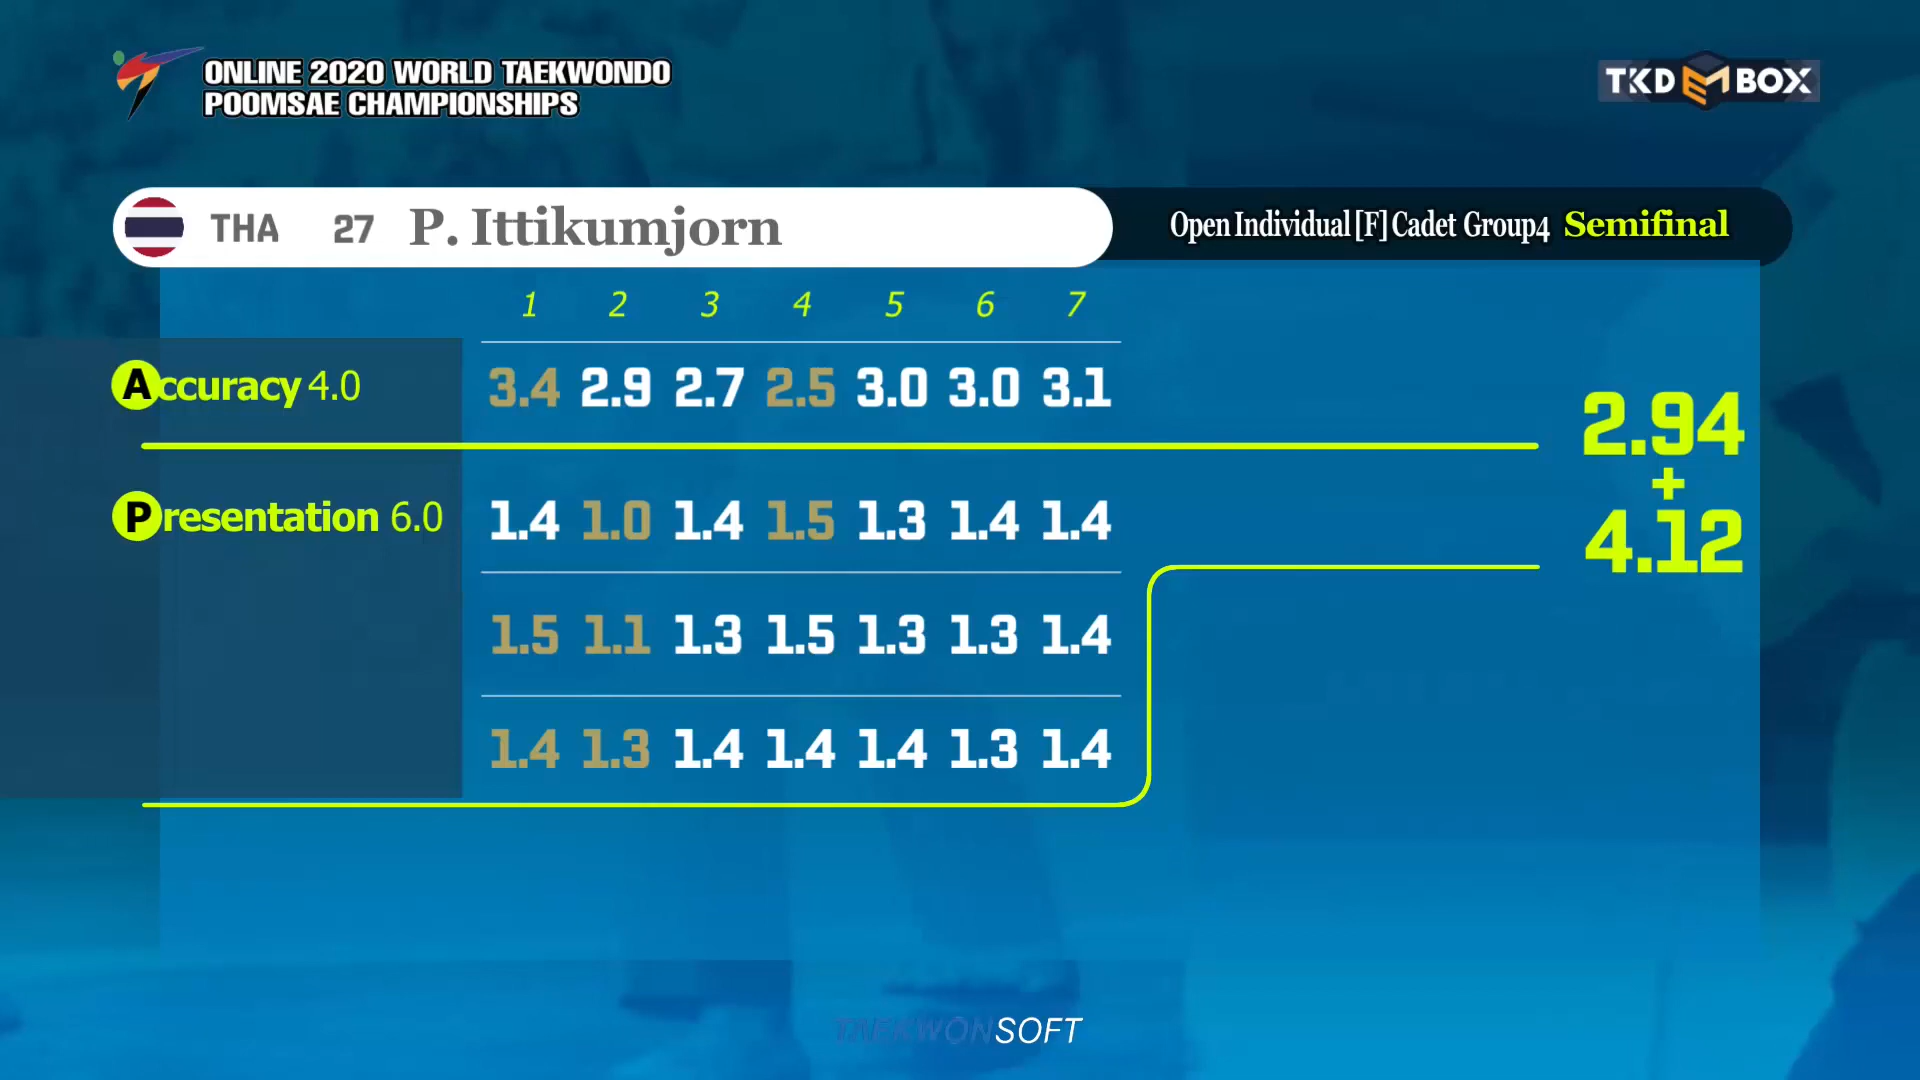 ONLINE 2020 WORLD TAEKWONDO
POOMSAE CHAMPIONSHIPS
TKD BOX
THA 27 P. Ittikumjorn
Open Individual [F] Cadet Group4 Semifinal
1 2 3 4 5 6 7
Accuracy 4.0 3.4 2.9 2.7 2.5 3.0 3.0 3.1
2.94
+
4.12
Presentation 6.0 1.4 1.0 1.4 1.5 1.3 1.4 1.4
1.5 1.1 1.3 1.5 1.3 1.3 1.4
1.4 1.3 1.4 1.4 1.4 1.3 1.4
TAEKWONSOFT